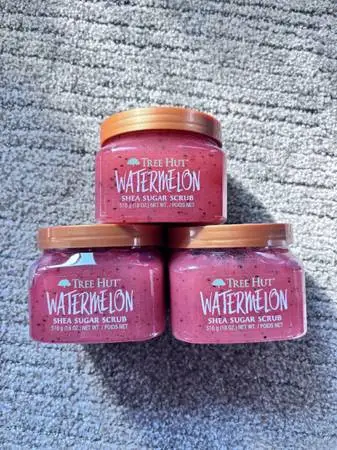 TREE HUT
WATERMELON
SHEA SUGAR SCRUB
510 g (18 OZ.) NET WT. / POIDS NET
TREE HUT
WATERMELON
SHEA SUGAR SCRUB
510 g (18 OZ.) NET WT. / POIDS NET
TREE HUT
WATERMELON
SHEA SUGAR SCRUB
510 g (18 OZ.) NET WT. / POIDS NET